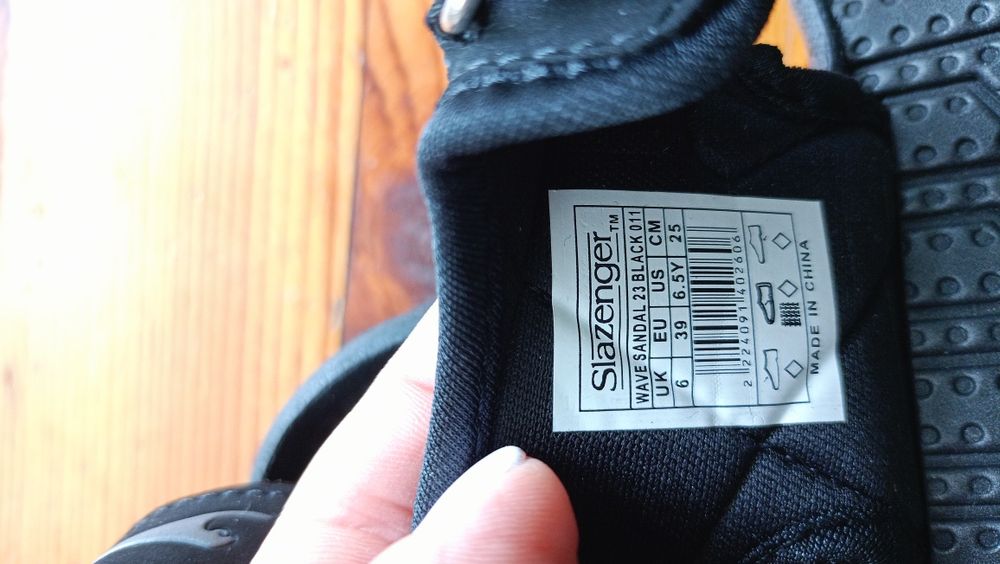 Slazenger™
WAVE SANDAL 23 BLACK 011
UK EU US CM
6 39 6.5Y 25
2 224091 402606
MADE IN CHINA